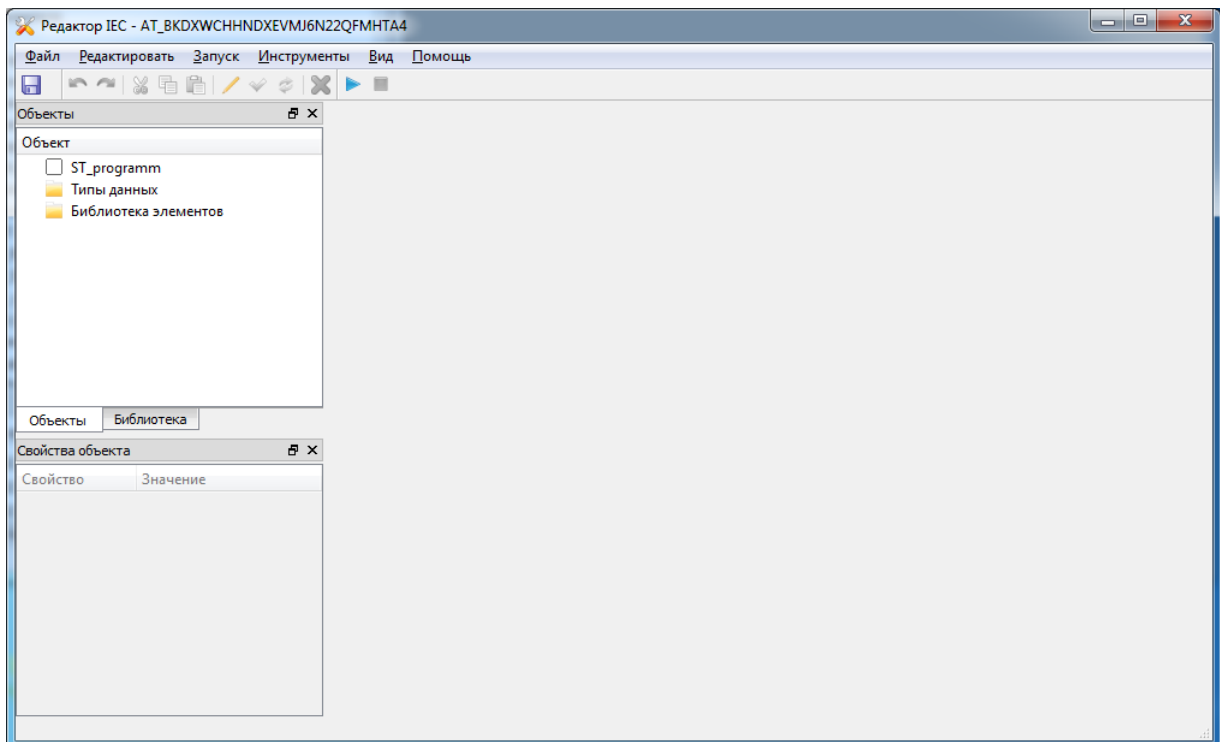 Редактор IEC - AT_BKDXWCHHNDXEVMJ6N22QFMHTA4
Файл Редактировать Запуск Инструменты Вид Помощь
Объекты
Объект
ST_programm
Типы данных
Библиотека элементов
Объекты Библиотека
Свойства объекта
Свойство Значение